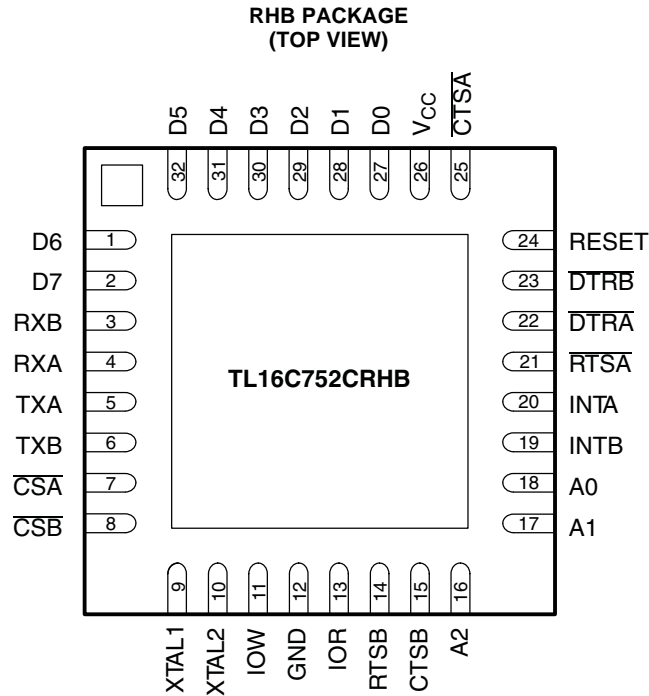 RHB PACKAGE
(TOP VIEW)
D5 D4 D3 D2 D1 D0 VCC CTSA
32 31 30 29 28 27 26 25
D6 1
D7 2
RXB 3
RXA 4
TXA 5
TXB 6
CSA 7
CSB 8
TL16C752CRHB
24 RESET
23 DTRB
22 DTRA
21 RTSA
20 INTA
19 INTB
18 A0
17 A1
9 10 11 12 13 14 15 16
XTAL1 XTAL2 IOW GND IOR RTSB CTSB A2